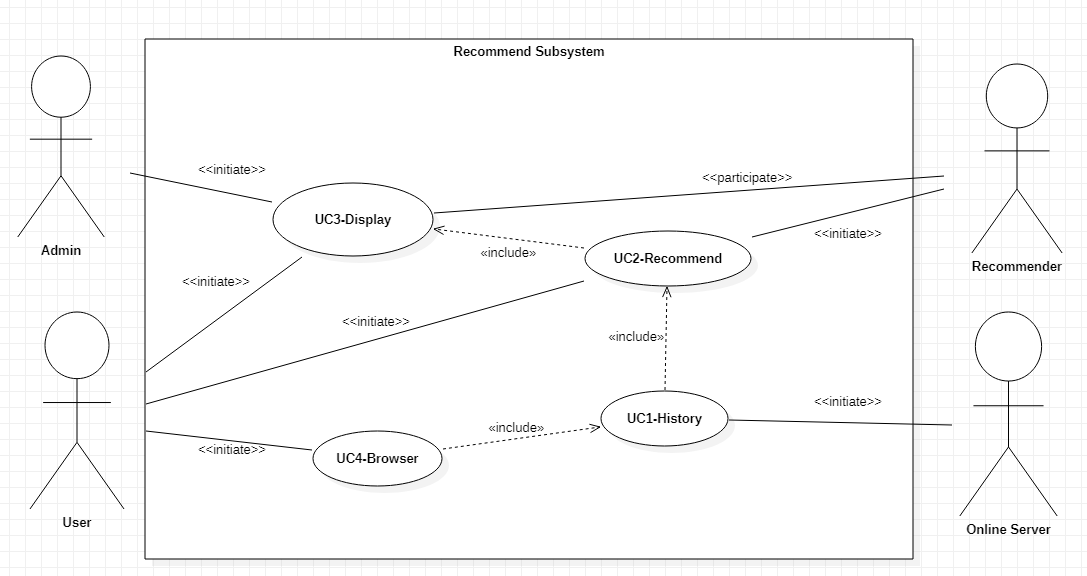 Recommend Subsystem
<<initiate>>
<<participate>>
UC3-Display
<<initiate>>
Admin
«include»
UC2-Recommend
Recommender
<<initiate>>
<<initiate>>
«include»
<<initiate>>
UC1-History
«include»
<<initiate>>
UC4-Browser
User
Online Server